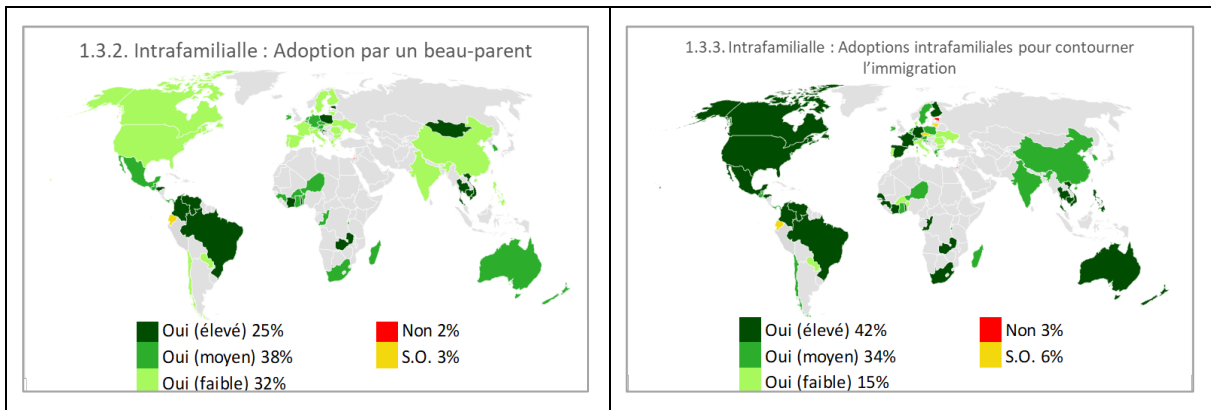 1.3.2. Intrafamilialle : Adoption par un beau-parent
Oui (élevé) 25%
Oui (moyen) 38%
Oui (faible) 32%
Non 2%
S.O. 3%
1.3.3. Intrafamilialle : Adoptions intrafamiliales pour contourner
l’immigration
Oui (élevé) 42%
Oui (moyen) 34%
Oui (faible) 15%
Non 3%
S.O. 6%